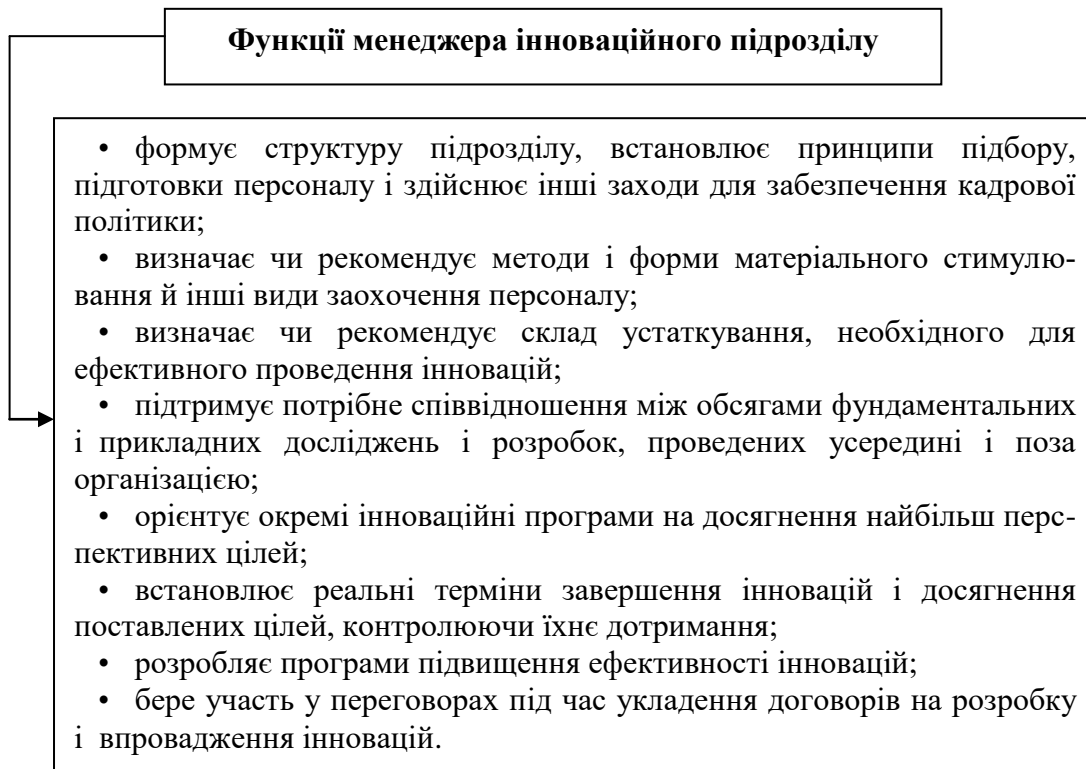 Функції менеджера інноваційного підрозділу
• формує структуру підрозділу, встановлює принципи підбору,
підготовки персоналу і здійснює інші заходи для забезпечення кадрової
політики;
• визначає чи рекомендує методи і форми матеріального стимулю-
вання й інші види заохочення персоналу;
• визначає чи рекомендує склад устаткування, необхідного для
ефективного проведення інновацій;
• підтримує потрібне співвідношення між обсягами фундаментальних
і прикладних досліджень і розробок, проведених усередині і поза
організацією;
• орієнтує окремі інноваційні програми на досягнення найбільш перс-
пективних цілей;
• встановлює реальні терміни завершення інновацій і досягнення
поставлених цілей, контролюючи їхнє дотримання;
• розробляє програми підвищення ефективності інновацій;
• бере участь у переговорах під час укладення договорів на розробку
і впровадження інновацій.